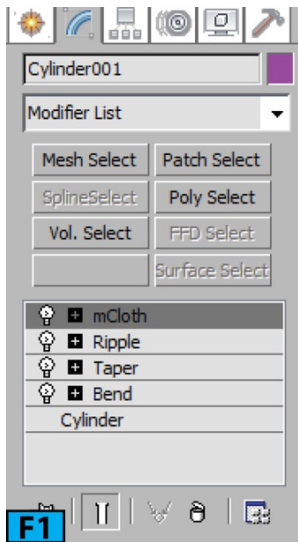 Cylinder001
Modifier List
Mesh Select Patch Select
SplineSelect Poly Select
Vol. Select FFD Select
Surface Select
mCloth
Ripple
Taper
Bend
Cylinder
F1